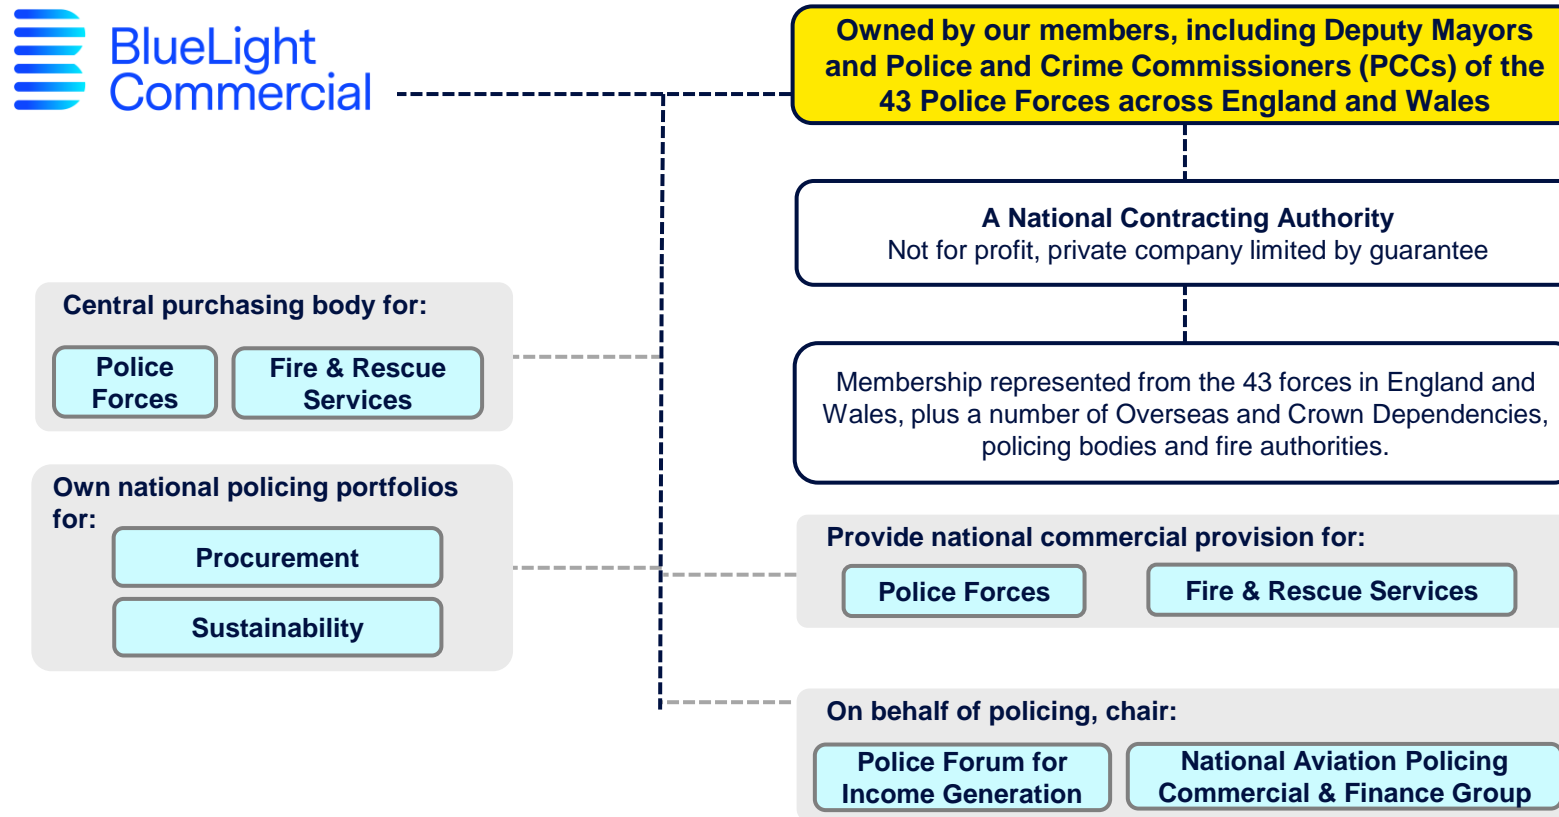 BlueLight
Commercial
Owned by our members, including Deputy Mayors
and Police and Crime Commissioners (PCCs) of the
43 Police Forces across England and Wales
A National Contracting Authority
Not for profit, private company limited by guarantee
Central purchasing body for:
Police
Forces
Fire & Rescue
Services
Membership represented from the 43 forces in England and
Wales, plus a number of Overseas and Crown Dependencies,
policing bodies and fire authorities.
Own national policing portfolios
for:
Procurement
Sustainability
Provide national commercial provision for:
Police Forces
Fire & Rescue Services
On behalf of policing, chair:
Police Forum for
Income Generation
National Aviation Policing
Commercial & Finance Group